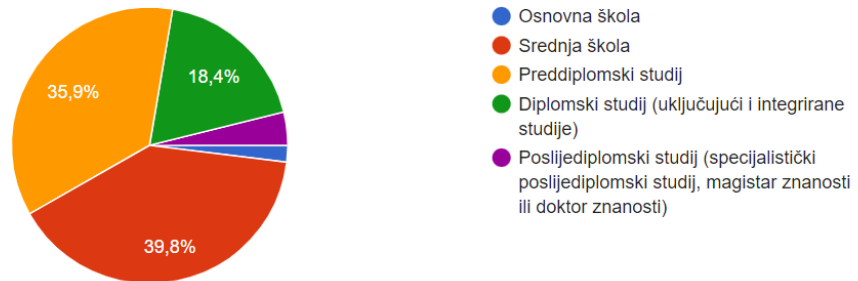 35,9%
18,4%
39,8%
Osnovna škola
Srednja škola
Preddiplomski studij
Diplomski studij (uključujući i integrirane
studije)
Poslijediplomski studij (specijalistički
poslijediplomski studij, magistar znanosti
ili doktor znanosti)